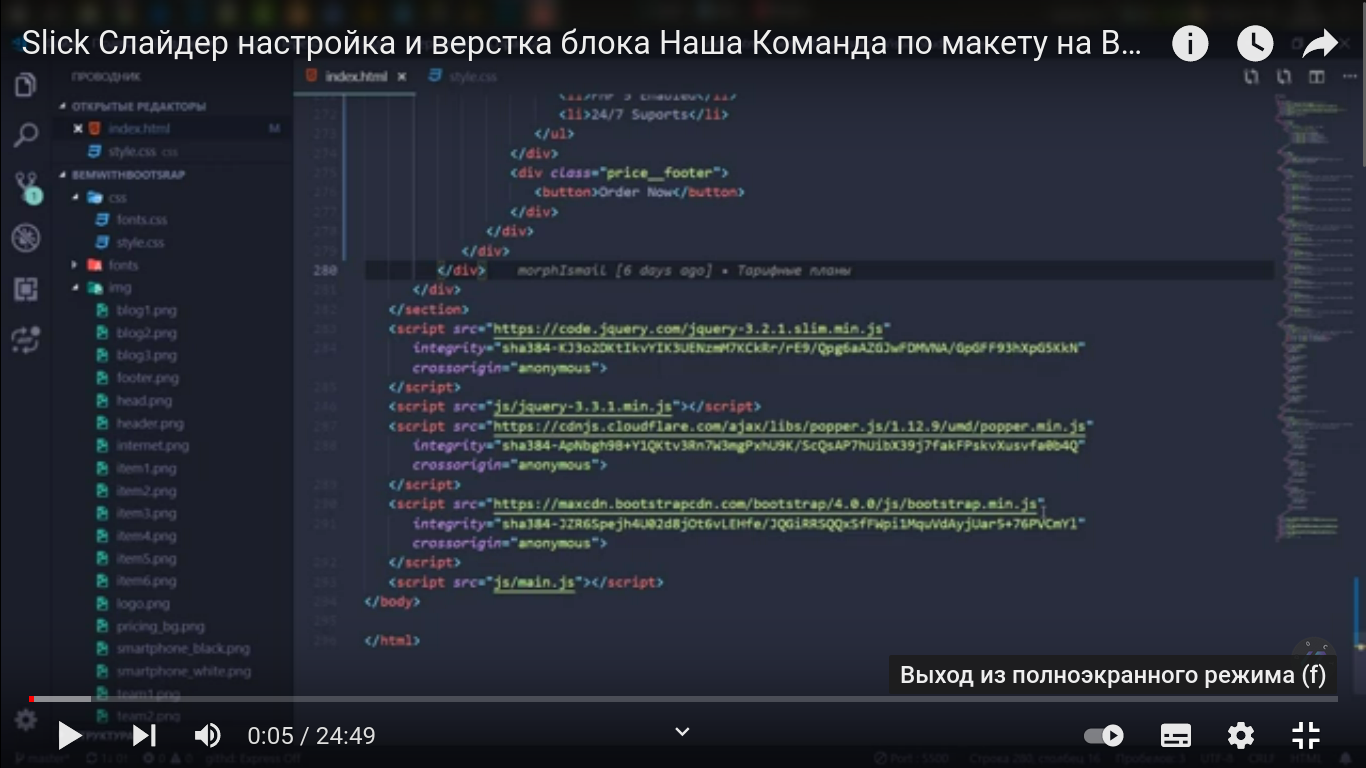 Slick Слайдер настройка и верстка блока Наша Команда по макету на B...
ПРОВОДНИК
index.html
style.css
ОТКРЫТЫЕ РЕДАКТОРЫ
index.html M
style.css css
BEMWITHBOOTSRAP
css
fonts.css
style.css
fonts
img
blog1.png
blog2.png
blog3.png
footer.png
head.png
header.png
internet.png
item1.png
item2.png
item3.png
item4.png
item5.png
item6.png
logo.png
pricing_bg.png
smartphone_black.png
smartphone_white.png
team1.png
team2.png
<li>24/7 Suports</li>
</ul>
</div>
<div class="price__footer">
<button>Order Now</button>
</div>
</div>
</div>
280 </div> morphIsmail [6 days ago] • Тарифные планы
</div>
</section>
<script src="https://code.jquery.com/jquery-3.2.1.slim.min.js"
integrity="sha384-KJ3o2DKtIkvYIK3UENzmM7KCkRr/rE9/Qpg6aAZGJwFDMVNA/GpGFF93hXpG5KkN"
crossorigin="anonymous">
</script>
<script src="js/jquery-3.3.1.min.js"></script>
<script src="https://cdnjs.cloudflare.com/ajax/libs/popper.js/1.12.9/umd/popper.min.js"
integrity="sha384-ApNbgh9B+Y1QKtv3Rn7W3mgPxhU9K/ScQsAP7hUibX39j7fakFPskvXusvfa0b4Q"
crossorigin="anonymous">
</script>
<script src="https://maxcdn.bootstrapcdn.com/bootstrap/4.0.0/js/bootstrap.min.js"
integrity="sha384-JZR6Spejh4U02d8jOt6vLEHfe/JQGiRRSQQxSfFWpi1MquVdAyjUar5+76PVCmYl"
crossorigin="anonymous">
</script>
<script src="js/main.js"></script>
</body>
</html>
Выход из полноэкранного режима (f)
0:05 / 24:49